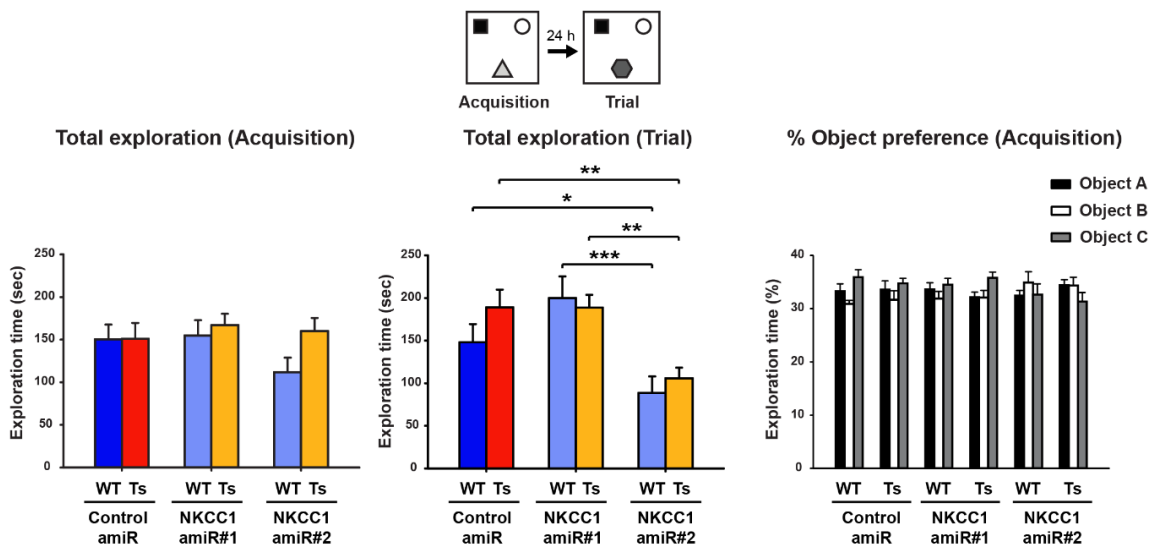 24 h
Acquisition
Trial
Total exploration (Acquisition)
Total exploration (Trial)
% Object preference (Acquisition)
**
*
**
***
Object A
Object B
Object C
Exploration time (sec)
250
200
150
100
50
0
WT Ts WT Ts WT Ts
Control NKCC1 NKCC1
amiR amiR#1 amiR#2
Exploration time (sec)
250
200
150
100
50
0
WT Ts WT Ts WT Ts
Control NKCC1 NKCC1
amiR amiR#1 amiR#2
Exploration time (%)
40
30
20
10
0
WT Ts WT Ts WT Ts
Control NKCC1 NKCC1
amiR amiR#1 amiR#2